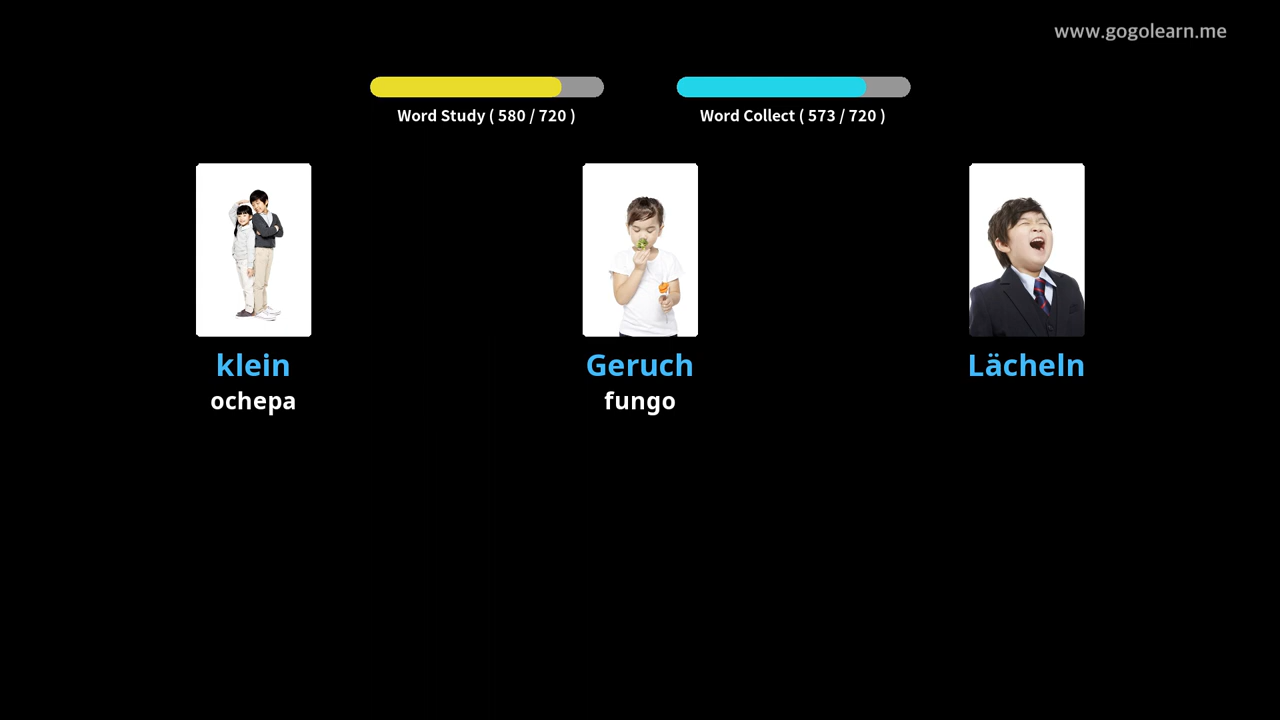 www.gogolearn.me
Word Study ( 580 / 720 )
Word Collect ( 573 / 720 )
klein
Geruch
Lächeln
ochepa
fungo